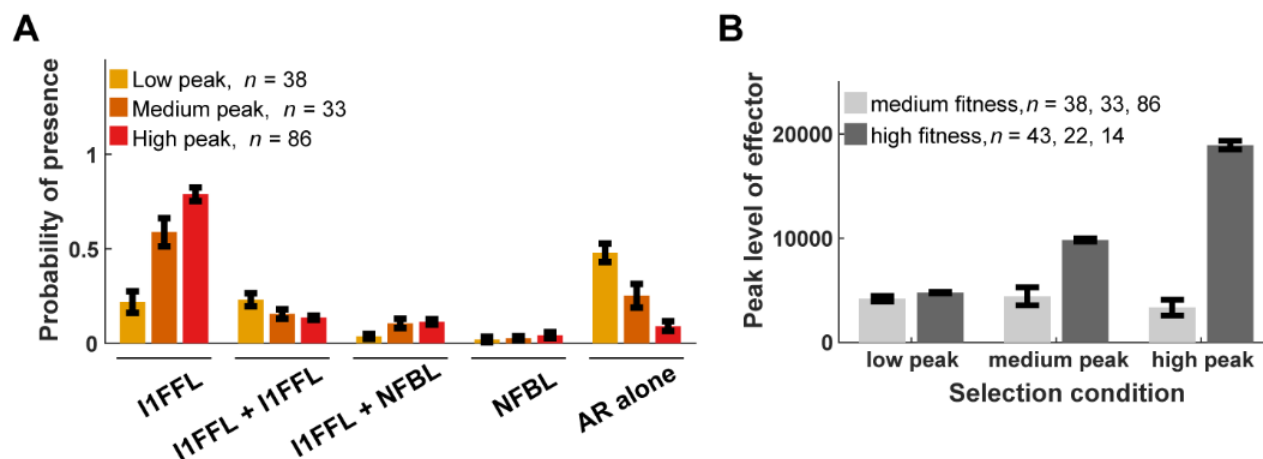 A
Probability of presence
1
0.5
0
Low peak, n = 38
Medium peak, n = 33
High peak, n = 86
I1FFL
I1FFL + I1FFL
I1FFL + NFBL
NFBL
AR alone
B
Peak level of effector
20000
10000
0
medium fitness, n = 38, 33, 86
high fitness, n = 43, 22, 14
low peak
medium peak
high peak
Selection condition